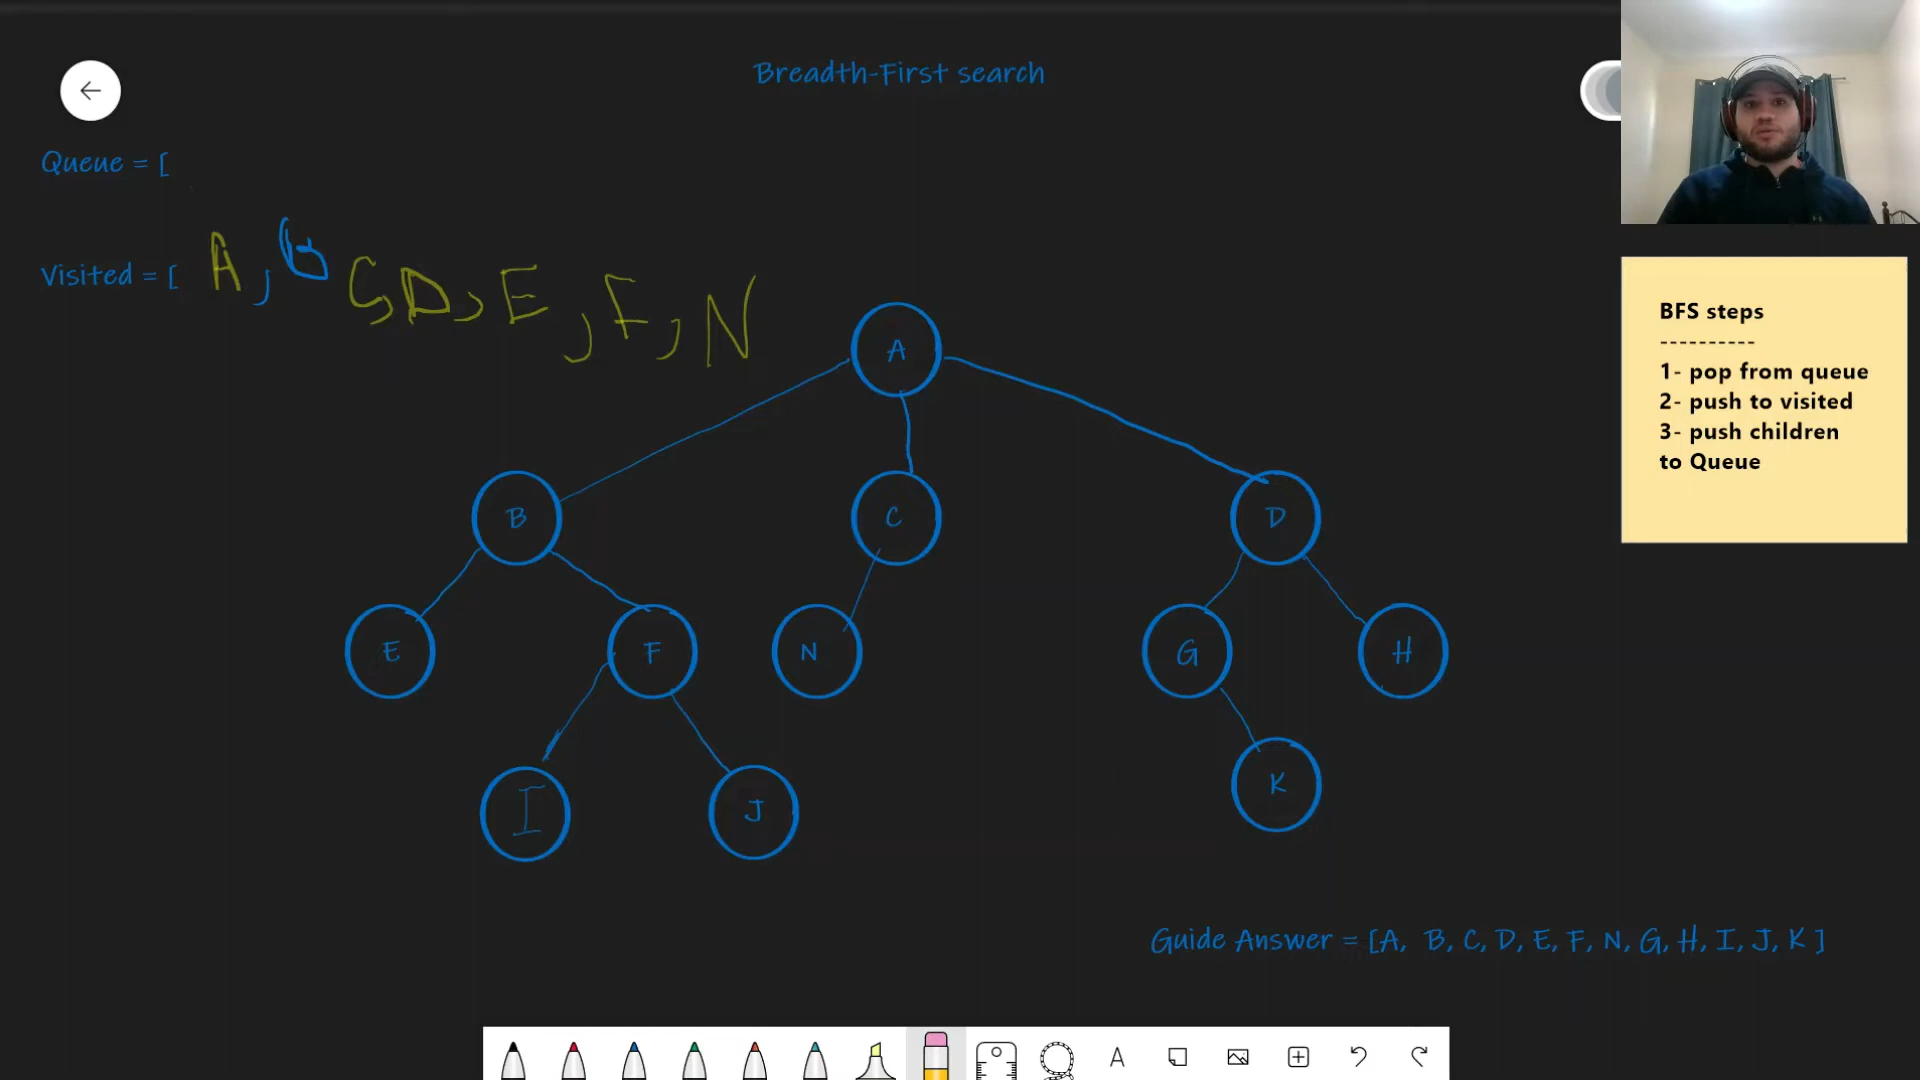 Breadth-First search
Queue = [
Visited = [ A, B C, D, E, F, N
A
B
C
D
E
F
N
G
H
I
J
K
BFS steps
----------
1- pop from queue
2- push to visited
3- push children
to Queue
Guide Answer = [A, B, C, D, E, F, N, G, H, I, J, K ]
A